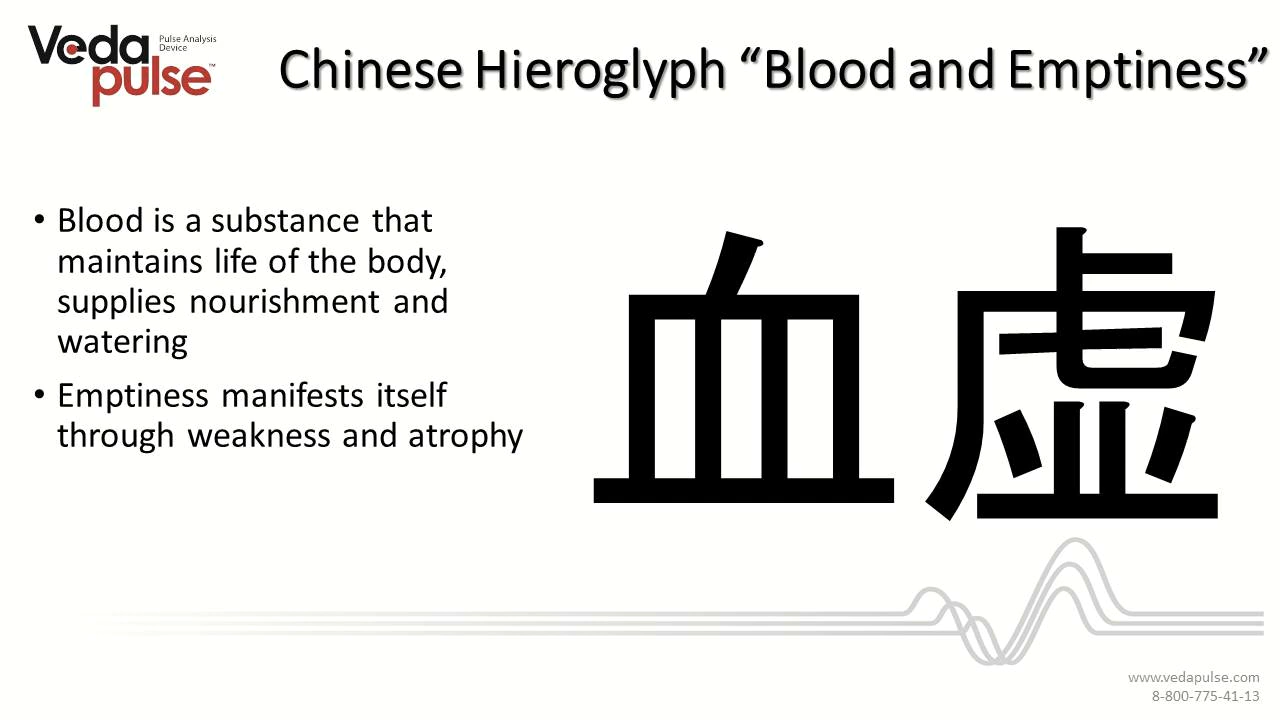 Veda
pulse™
Pulse Analysis
Device
Chinese Hieroglyph “Blood and Emptiness”
• Blood is a substance that
maintains life of the body,
supplies nourishment and
watering
• Emptiness manifests itself
through weakness and atrophy
血虚
www.vedapulse.com
8-800-775-41-13